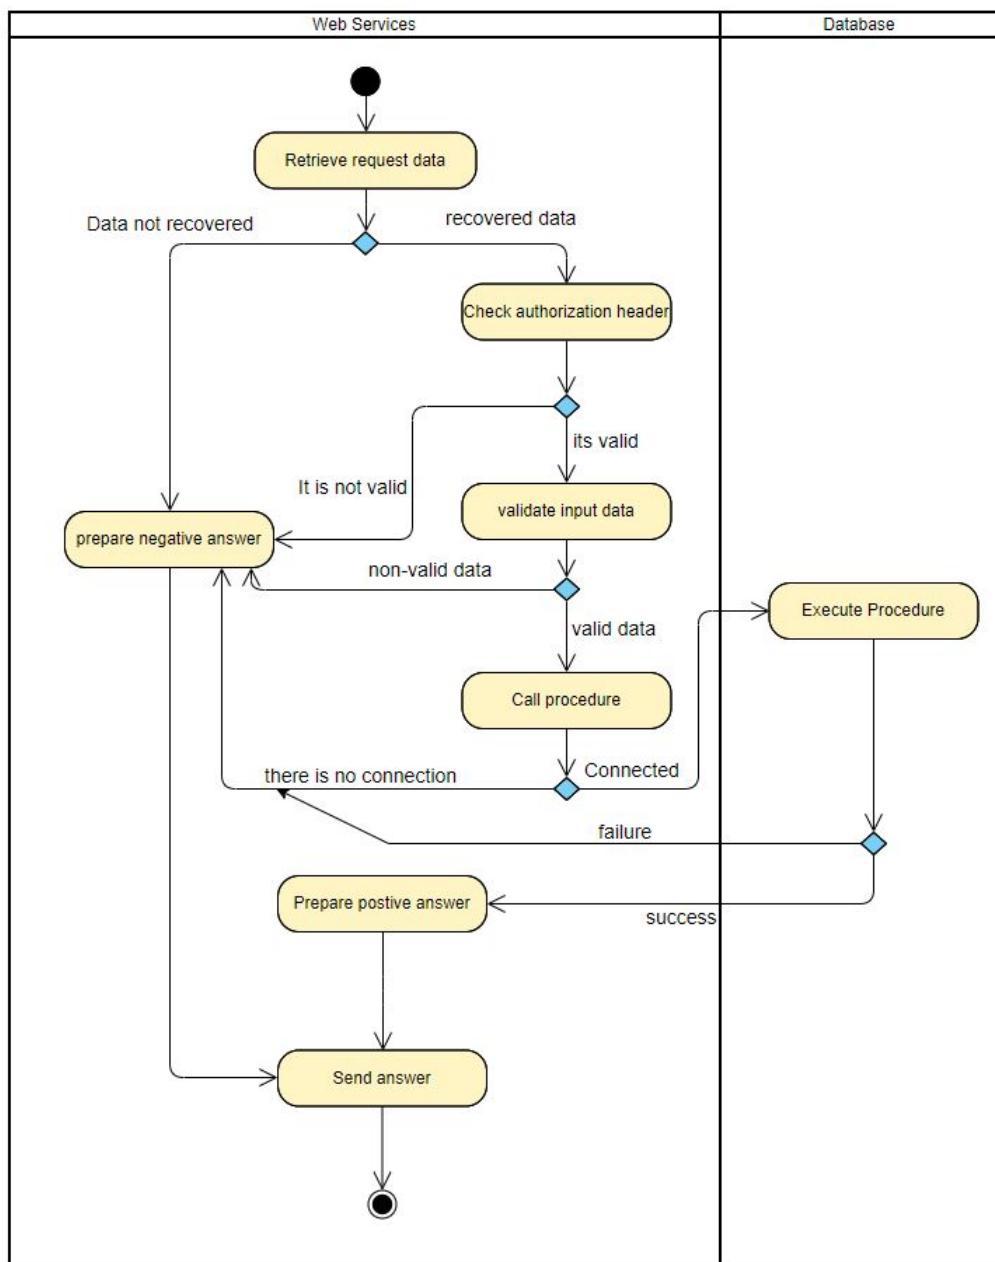 Web Services
Database
Retrieve request data
Data not recovered
recovered data
Check authorization header
its valid
It is not valid
validate input data
prepare negative answer
non-valid data
Execute Procedure
valid data
Call procedure
there is no connection
Connected
failure
Prepare postive answer
success
Send answer